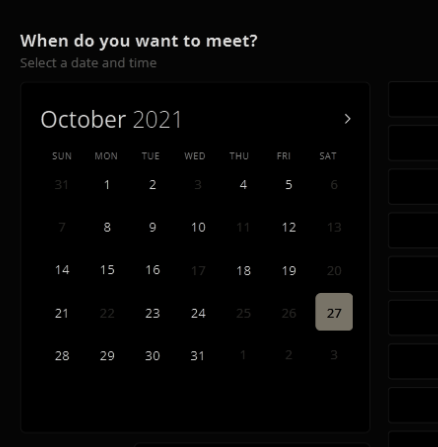 When do you want to meet?
Select a date and time
October 2021
SUN MON TUE WED THU FRI SAT
31 1 2 3 4 5 6
7 8 9 10 11 12 13
14 15 16 17 18 19 20
21 22 23 24 25 26 27
28 29 30 31 1 2 3